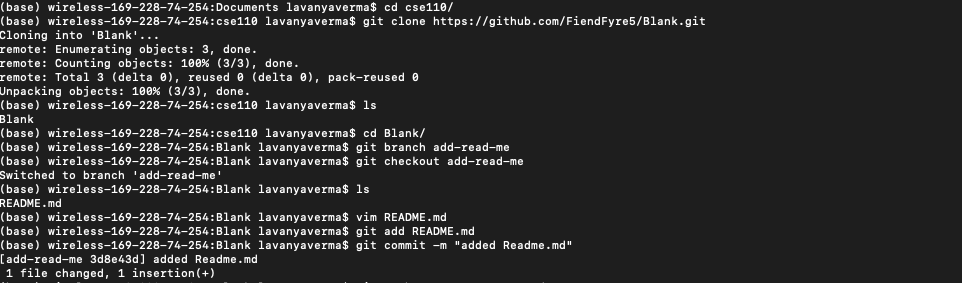 (base) wireless-169-228-74-254:Documents lavanyaverma$ cd cse110/
(base) wireless-169-228-74-254:cse110 lavanyaverma$ git clone https://github.com/FiendFyre5/Blank.git
Cloning into 'Blank'...
remote: Enumerating objects: 3, done.
remote: Counting objects: 100% (3/3), done.
remote: Total 3 (delta 0), reused 0 (delta 0), pack-reused 0
Unpacking objects: 100% (3/3), done.
(base) wireless-169-228-74-254:cse110 lavanyaverma$ ls
Blank
(base) wireless-169-228-74-254:cse110 lavanyaverma$ cd Blank/
(base) wireless-169-228-74-254:Blank lavanyaverma$ git branch add-read-me
(base) wireless-169-228-74-254:Blank lavanyaverma$ git checkout add-read-me
Switched to branch 'add-read-me'
(base) wireless-169-228-74-254:Blank lavanyaverma$ ls
README.md
(base) wireless-169-228-74-254:Blank lavanyaverma$ vim README.md
(base) wireless-169-228-74-254:Blank lavanyaverma$ git add README.md
(base) wireless-169-228-74-254:Blank lavanyaverma$ git commit -m "added Readme.md"
[add-read-me 3d8e43d] added Readme.md
 1 file changed, 1 insertion(+)